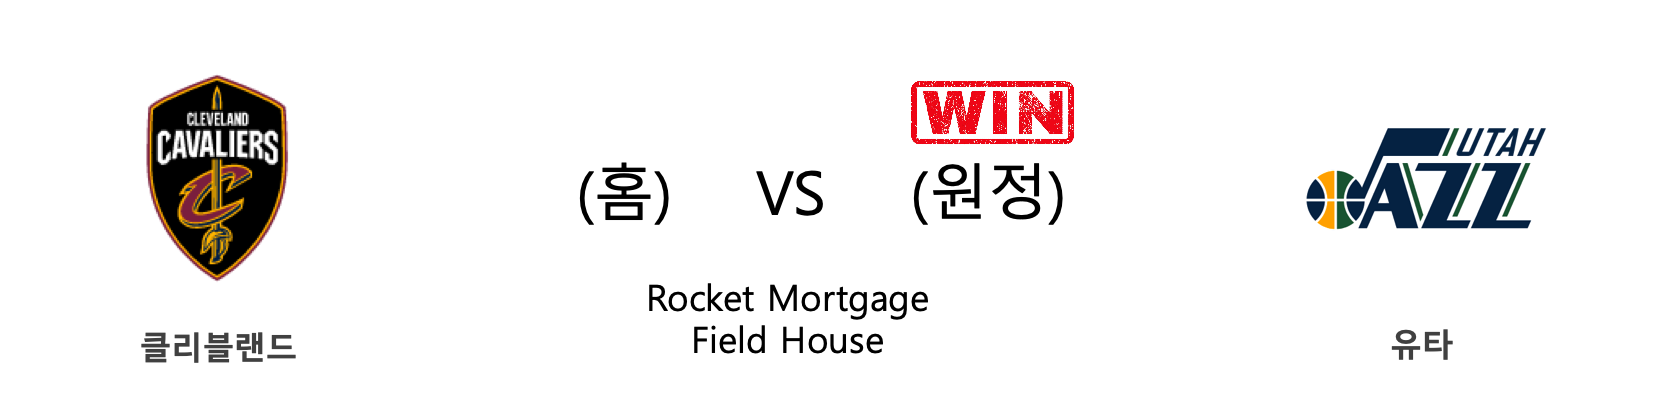 CLEVELAND
CAVALIERS
C
WIN
(홈) VS (원정)
UTAH
JAZZ
Rocket Mortgage
Field House
클리블랜드
유타